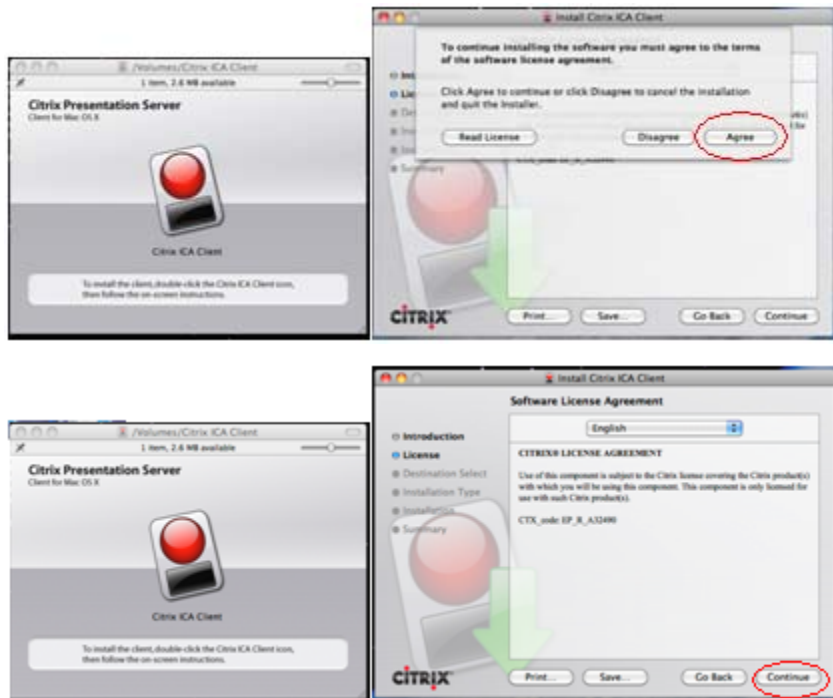 /Volumes/Citrix ICA Client
1 item, 2.6 MB available
Citrix Presentation Server
Client for Mac OS X
Citrix ICA Client
To install the client, double-click the Citrix ICA Client icon,
then follow the on-screen instructions.
Install Citrix ICA Client
To continue installing the software you must agree to the terms
of the software license agreement.
Click Agree to continue or click Disagree to cancel the installation
and quit the Installer.
Read License
Disagree
Agree
Summary
CITRIX
Print...
Save...
Go Back
Continue
/Volumes/Citrix ICA Client
1 item, 2.6 MB available
Citrix Presentation Server
Client for Mac OS X
Citrix ICA Client
To install the client, double-click the Citrix ICA Client icon,
then follow the on-screen instructions.
Install Citrix ICA Client
Software License Agreement
English
Introduction
License
Destination Select
Installation Type
Installation
Summary
CITRIX® LICENSE AGREEMENT
Use of this component is subject to the Citrix license covering the Citrix product(s)
with which you will be using this component. This component is only licensed for
use with such Citrix product(s).
CTX_code: EP_R_A32490
CITRIX
Print...
Save...
Go Back
Continue